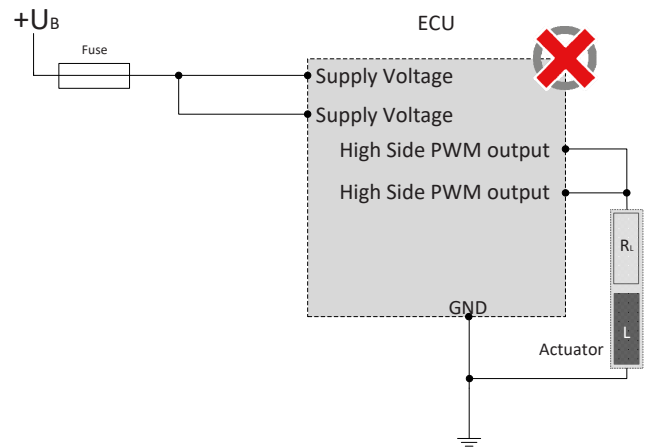 +UB
ECU
Fuse
Supply Voltage
Supply Voltage
High Side PWM output
High Side PWM output
RL
GND
L
Actuator